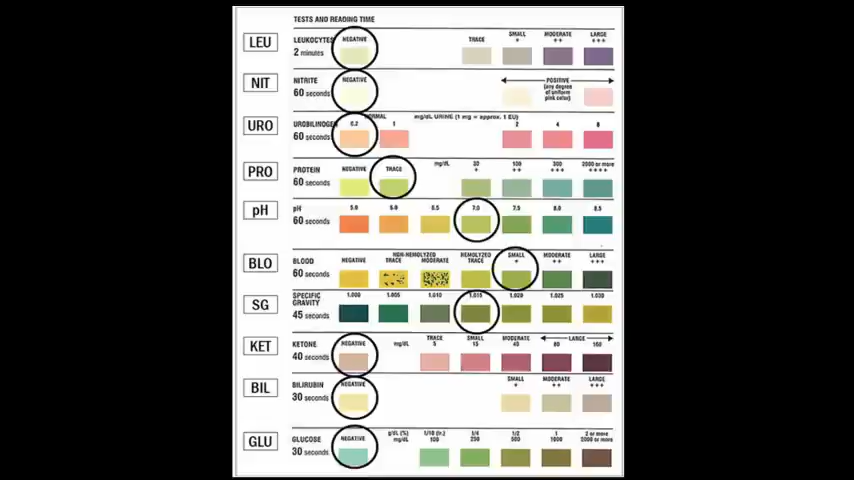 TESTS AND READING TIME
LEU
LEUKOCYTES
2 minutes
NEGATIVE
TRACE
SMALL
+
MODERATE
++
LARGE
+++
NIT
NITRITE
60 seconds
NEGATIVE
POSITIVE
(any degree
of uniform
pink color)
URO
UROBILINOGEN
60 seconds
NORMAL
0.2
1
mg/dL URINE (1 mg = approx. 1 EU)
2
4
8
PRO
PROTEIN
60 seconds
NEGATIVE
TRACE
mg/dL
30
+
100
++
300
+++
2000 or more
++++
pH
pH
60 seconds
5.0
6.0
6.5
7.0
7.5
8.0
8.5
BLO
BLOOD
60 seconds
NEGATIVE
NON-HEMOLYZED
TRACE
MODERATE
HEMOLYZED
TRACE
SMALL
+
MODERATE
++
LARGE
+++
SG
SPECIFIC
GRAVITY
45 seconds
1.000
1.005
1.010
1.015
1.020
1.025
1.030
KET
KETONE
40 seconds
NEGATIVE
mg/dL
TRACE
5
SMALL
15
MODERATE
40
LARGE
80
160
BIL
BILIRUBIN
30 seconds
NEGATIVE
SMALL
+
MODERATE
++
LARGE
+++
GLU
GLUCOSE
30 seconds
NEGATIVE
g/dL (%)
mg/dL
1/10 (tr.)
100
1/4
250
1/2
500
1
1000
2 or more
2000 or more